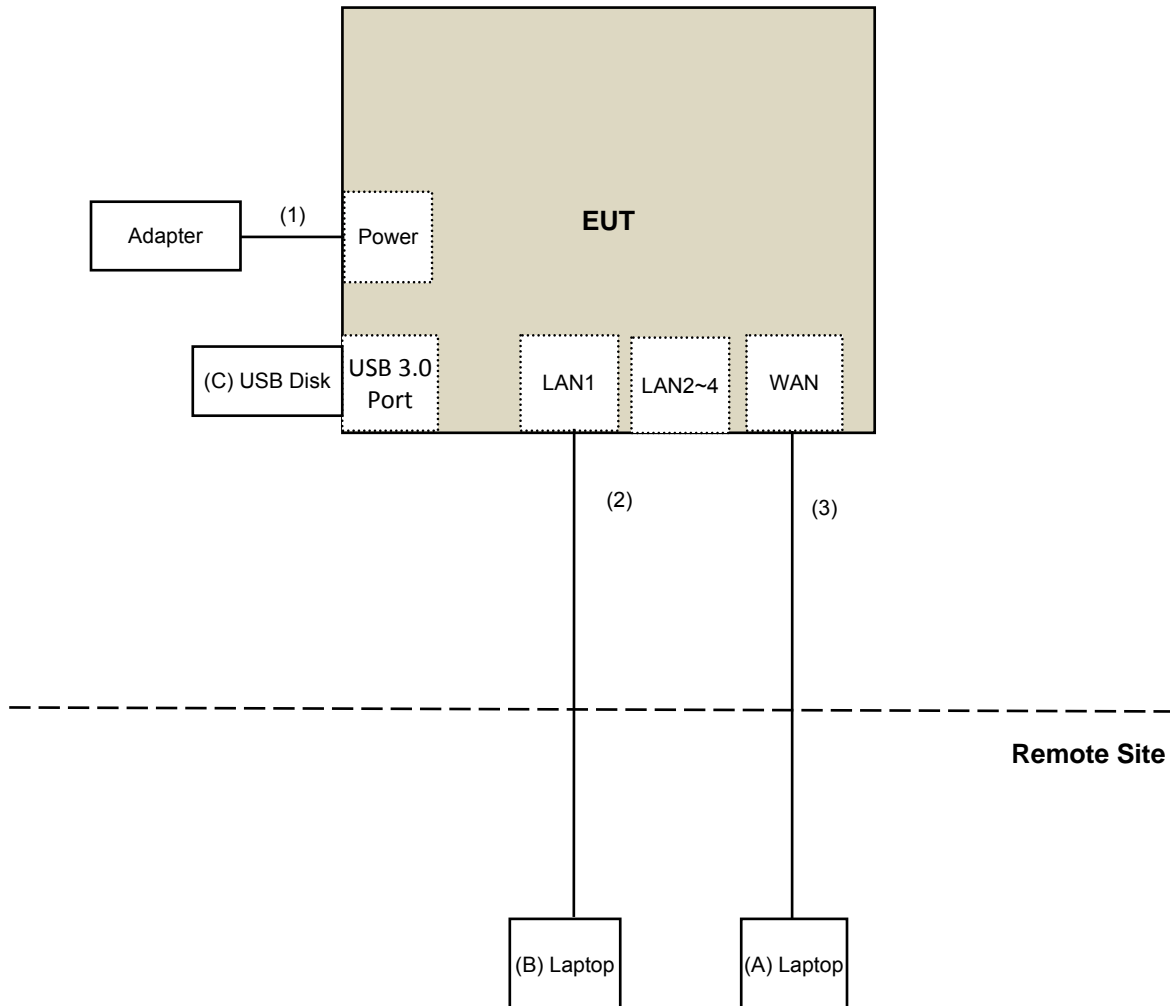 EUT
(1)
Adapter
Power
(C) USB Disk
USB 3.0
Port
LAN1
LAN2~4
WAN
(2)
(3)
Remote Site
(B) Laptop
(A) Laptop